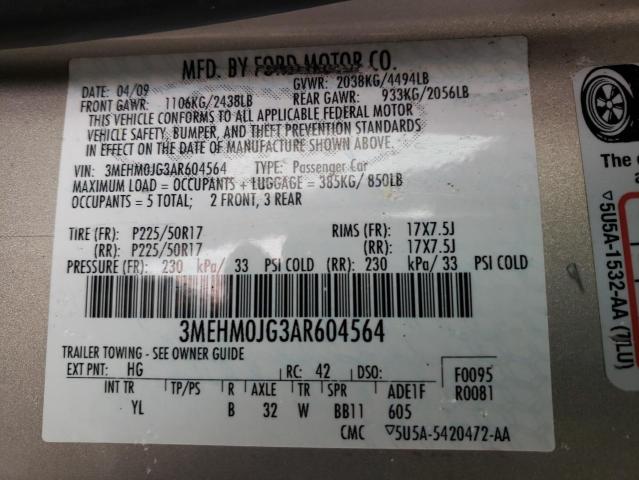 MFD. BY FORD MOTOR CO.
DATE: 04/09 GVWR: 2038KG/4494LB
FRONT GAWR: 1106KG/2438LB REAR GAWR: 933KG/2056LB
THIS VEHICLE CONFORMS TO ALL APPLICABLE FEDERAL MOTOR
VEHICLE SAFETY, BUMPER, AND THEFT PREVENTION STANDARDS
IN EFFECT ON THE DATE OF MANUFACTURE SHOWN ABOVE.
VIN: 3MEHM0JG3AR604564 TYPE: Passenger Car
MAXIMUM LOAD = OCCUPANTS + LUGGAGE = 385KG/ 850LB
OCCUPANTS = 5 TOTAL; 2 FRONT, 3 REAR
TIRE (FR): P225/50R17 RIMS (FR): 17X7.5J
(RR): P225/50R17 (RR): 17X7.5J
PRESSURE (FR): 230 kPa/ 33 PSI COLD (RR): 230 kPa/ 33 PSI COLD
3MEHM0JG3AR604564
TRAILER TOWING - SEE OWNER GUIDE
EXT PNT: HG RC: 42 DSO: F0095
INT TR TP/PS R AXLE TR SPR ADE1F R0081
YL B 32 W BB11 605
CMC ▽5U5A-5420472-AA
The
▽5U5A-1532-AA (7LU)